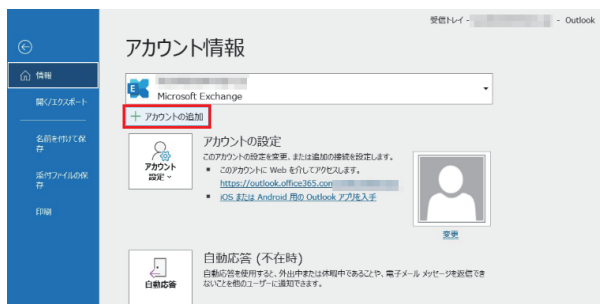 受信トレイ - - Outlook
アカウント情報
情報
開く/エクスポート
名前を付けて保
存
添付ファイルの保
存
印刷
Microsoft Exchange
アカウントの追加
アカウント
設定
アカウントの設定
このアカウントの設定を変更、または追加の接続を設定します。
このアカウントに Web を介してアクセスします。
https://outlook.office365.com
iOS または Android 用の Outlook アプリを入手
変更
自動応答
自動応答 (不在時)
自動応答を使用すると、外出中または休暇中であることや、電子メール メッセージを返信でき
ないことを他のユーザーに通知できます。